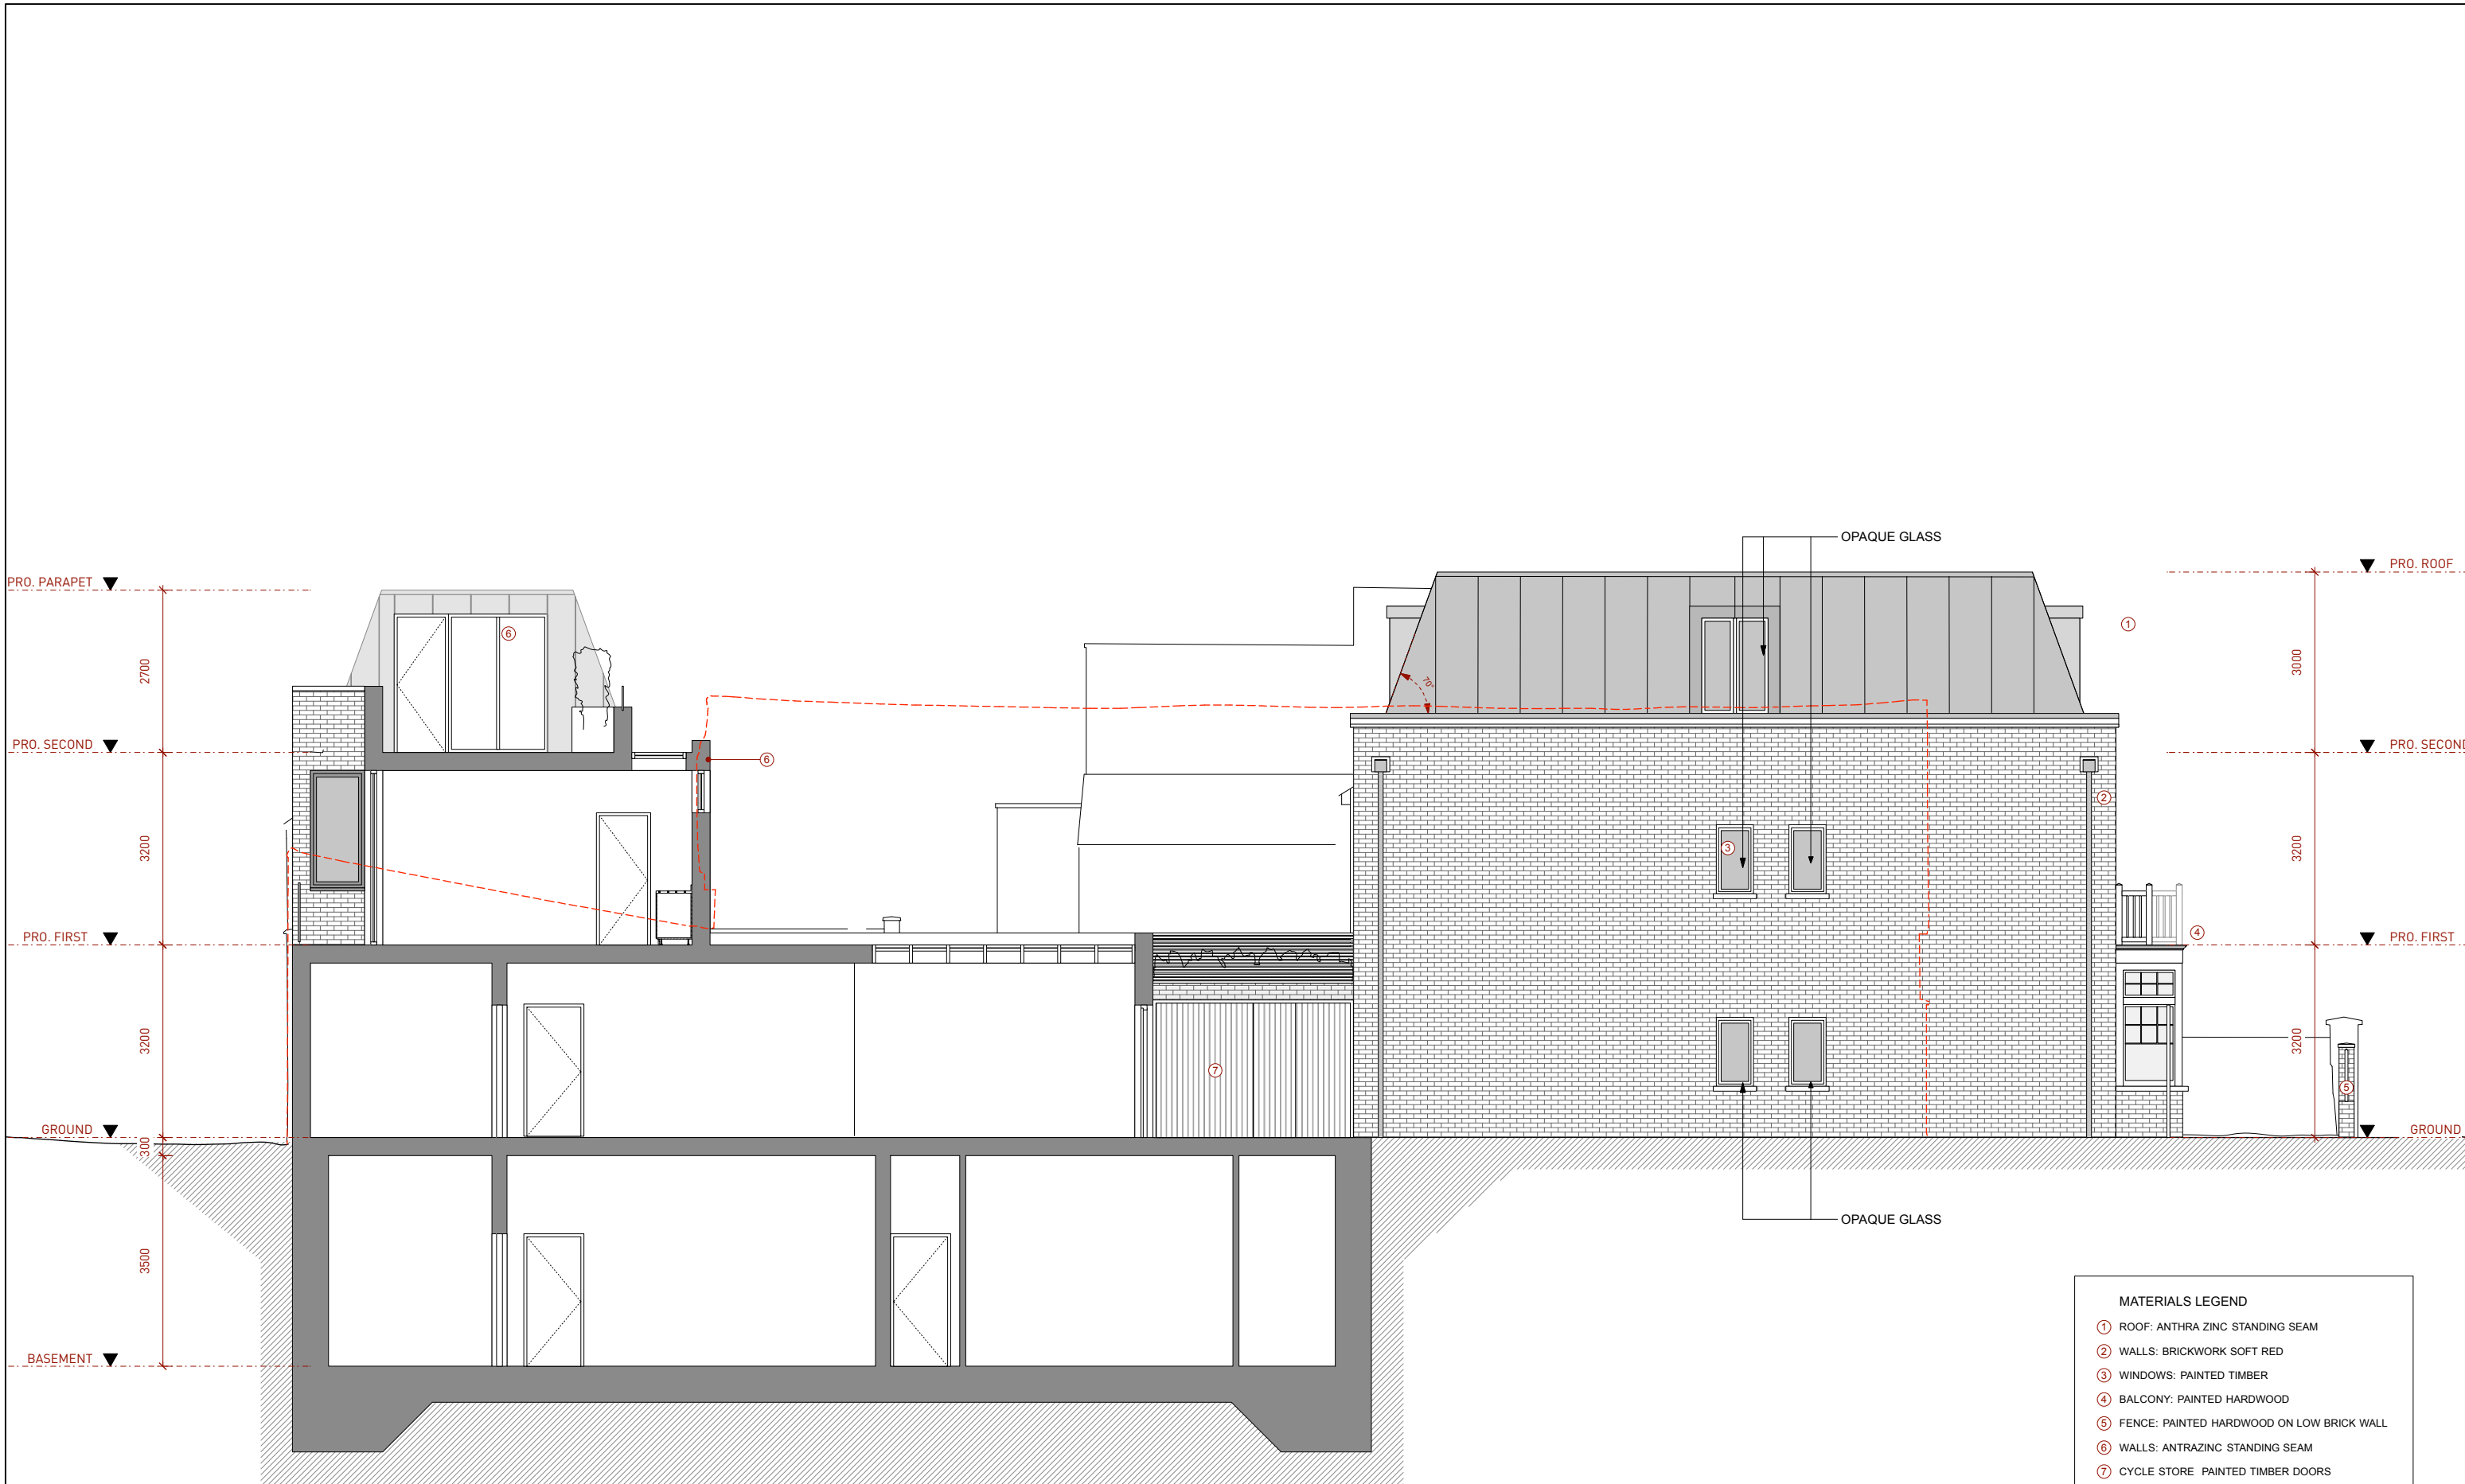 OPAQUE GLASS
PRO. ROOF
PRO. PARAPET
1
6
70°
2700
3000
PRO. SECOND
PRO. SECOND
6
2
3200
3
3200
4
PRO. FIRST
PRO. FIRST
3200
3200
7
5
GROUND
GROUND
300
OPAQUE GLASS
3500
BASEMENT
MATERIALS LEGEND
1 ROOF: ANTHRA ZINC STANDING SEAM
2 WALLS: BRICKWORK SOFT RED
3 WINDOWS: PAINTED TIMBER
4 BALCONY: PAINTED HARDWOOD
5 FENCE: PAINTED HARDWOOD ON LOW BRICK WALL
6 WALLS: ANTRAZINC STANDING SEAM
7 CYCLE STORE PAINTED TIMBER DOORS